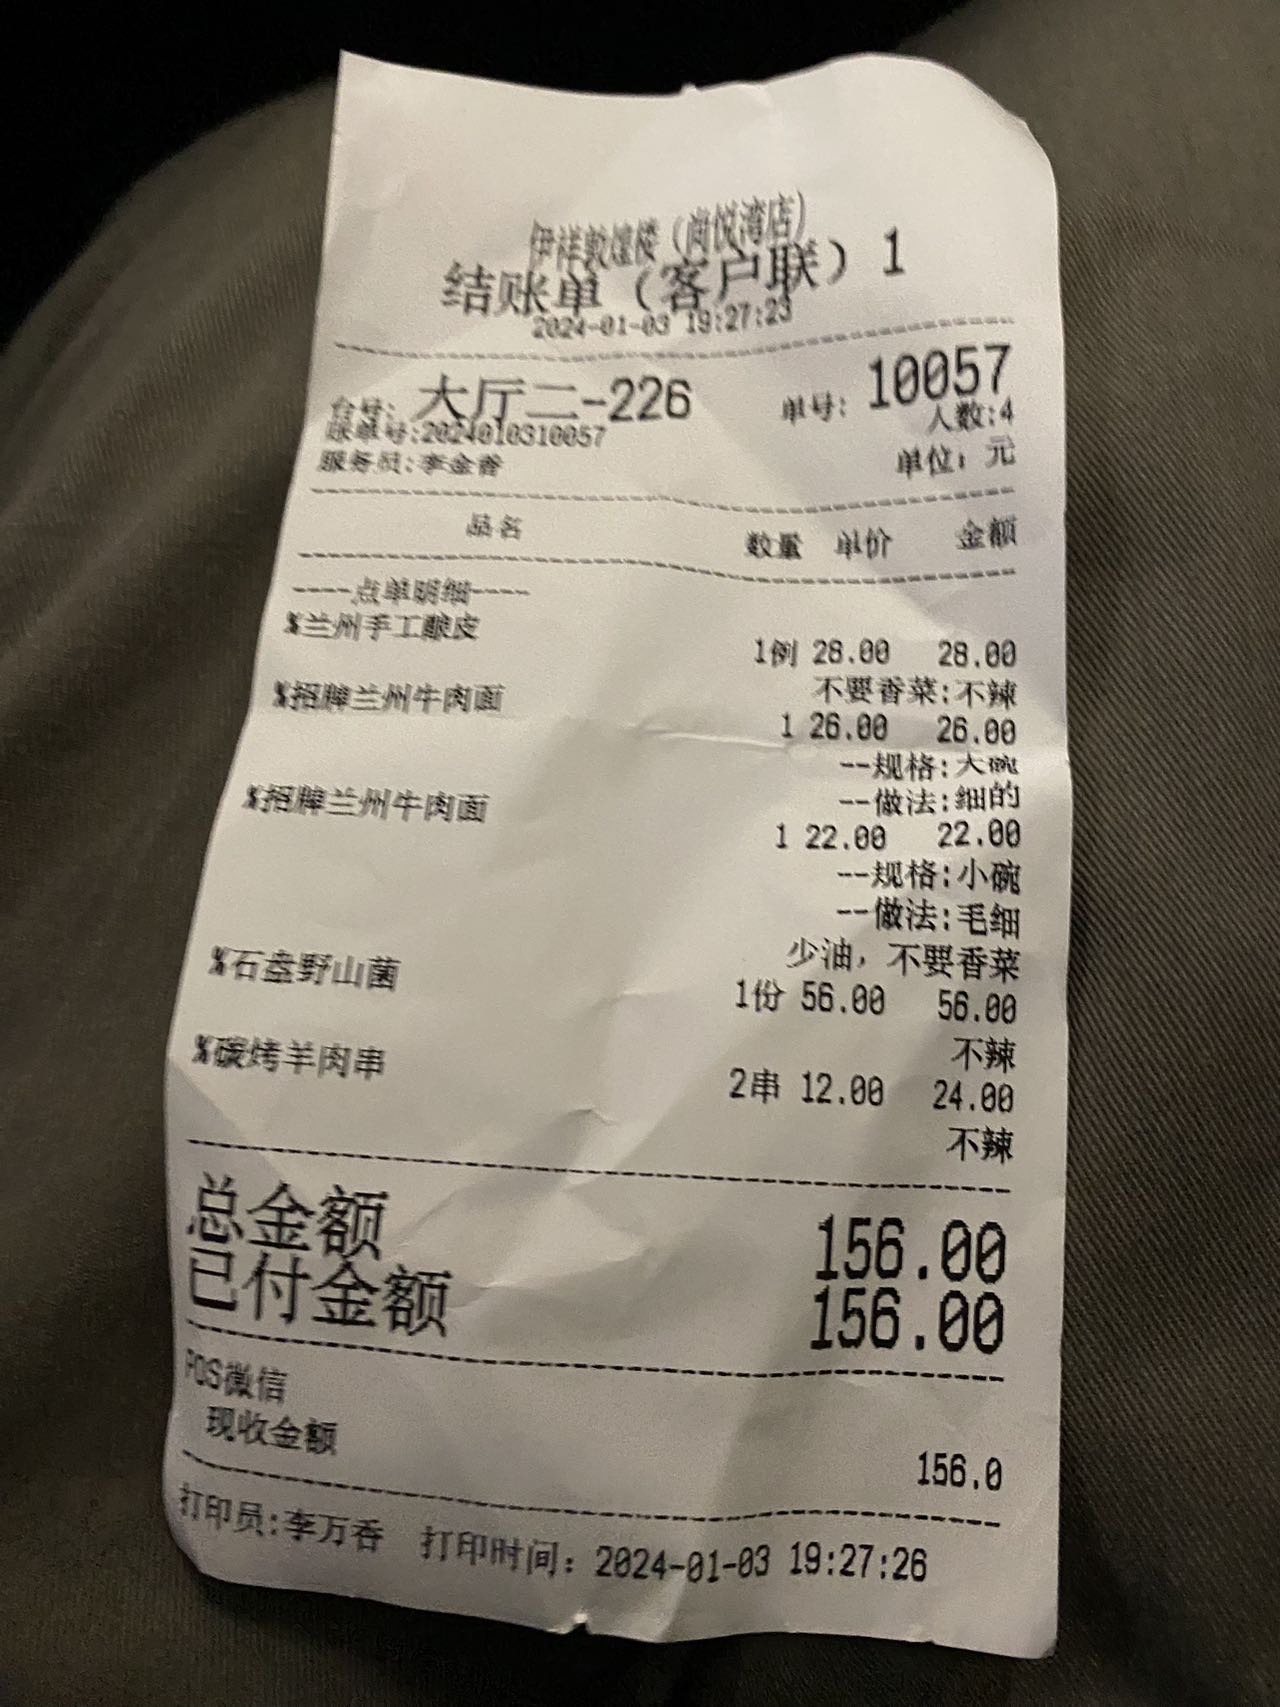 伊祥敦煌楼（尚悦湾店）
结账单（客户联）1
2024-01-03 19:27:23
台号: 大厅二-226 单号: 10057
账单号:2024010310057 人数:4
服务员:李金香 单位: 元
品名 数量 单价 金额
----点单明细----
%兰州手工酿皮
1例 28.00 28.00
不要香菜:不辣
%招牌兰州牛肉面
1 26.00 26.00
--规格:大碗
--做法:细的
%招牌兰州牛肉面
1 22.00 22.00
--规格:小碗
--做法:毛细
少油，不要香菜
%石盘野山菌
1份 56.00 56.00
不辣
%碳烤羊肉串
2串 12.00 24.00
不辣
总金额 156.00
已付金额 156.00
POS微信
现收金额 156.0
打印员:李万香 打印时间: 2024-01-03 19:27:26